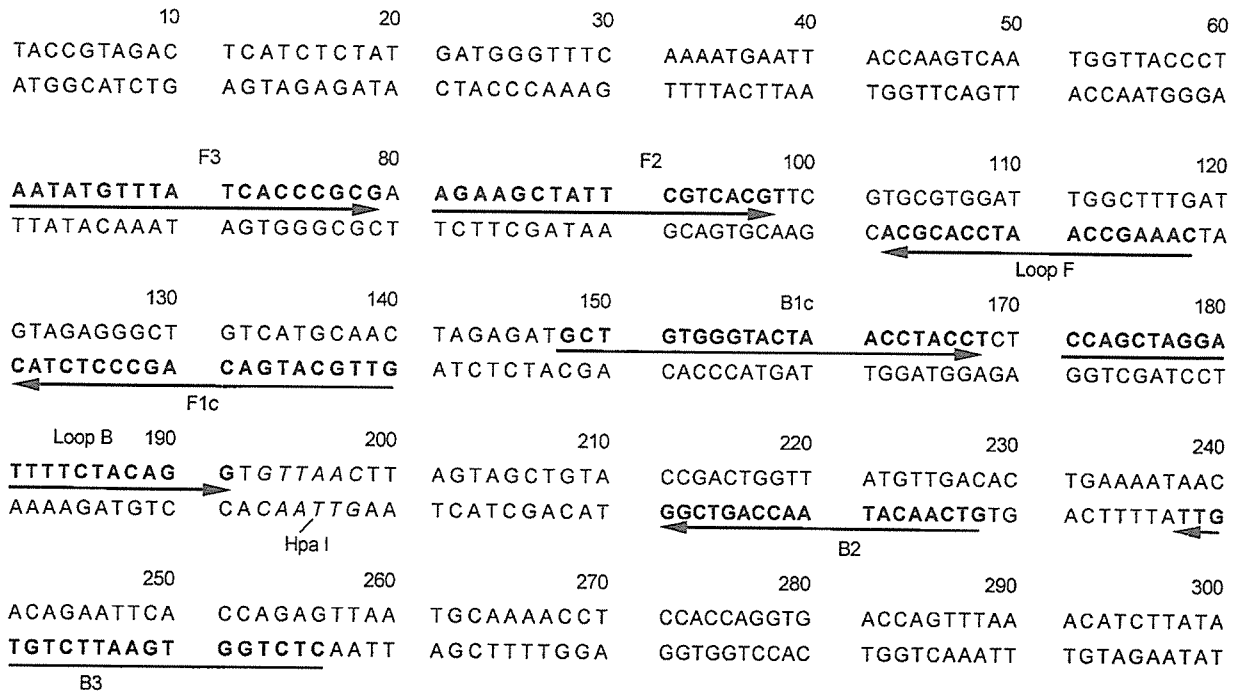 10 20 30 40 50 60
TACCGTAGAC TCATCTCTAT GATGGGTTTC AAAATGAATT ACCAAGTCAA TGGTTACCCT
ATGGCATCTG AGTAGAGATA CTACCCAAAG TTTTACTTAA TGGTTCAGTT ACCAATGGGA
F3 80 F2 100 110 120
AATATGTTTA TCACCCGCGA AGAAGCTATT CGTCACGTTC GTGCGTGGAT TGGCTTTGAT
TTATACAAAT AGTGGGCGCT TCTTCGATAA GCAGTGCAAG CACGCACCTA ACCGAAACTA
Loop F
130 140 150 B1c 170 180
GTAGAGGGCT GTCATGCAAC TAGAGATGCT GTGGGTACTA ACCTACCTCT CCAGCTAGGA
CATCTCCCGA CAGTACGTTG ATCTCTACGA CACCCATGAT TGGATGGAGA GGTCGATCCT
F1c
Loop B 190 200 210 220 230 240
TTTTCTACAG GTGTTAACTT AGTAGCTGTA CCGACTGGTT ATGTTGACAC TGAAAATAAC
AAAAGATGTC CACAATTGAA TCATCGACAT GGCTGACCAA TACAACTGTG ACTTTTATTG
Hpa I B2
250 260 270 280 290 300
ACAGAATTCA CCAGAGTTAA TGCAAAACCT CCACCAGGTG ACCAGTTTAA ACATCTTATA
TGTCTTAAGT GGTCTCAATT AGCTTTTGGA GGTGGTCCAC TGGTCAAATT TGTAGAATAT
B3